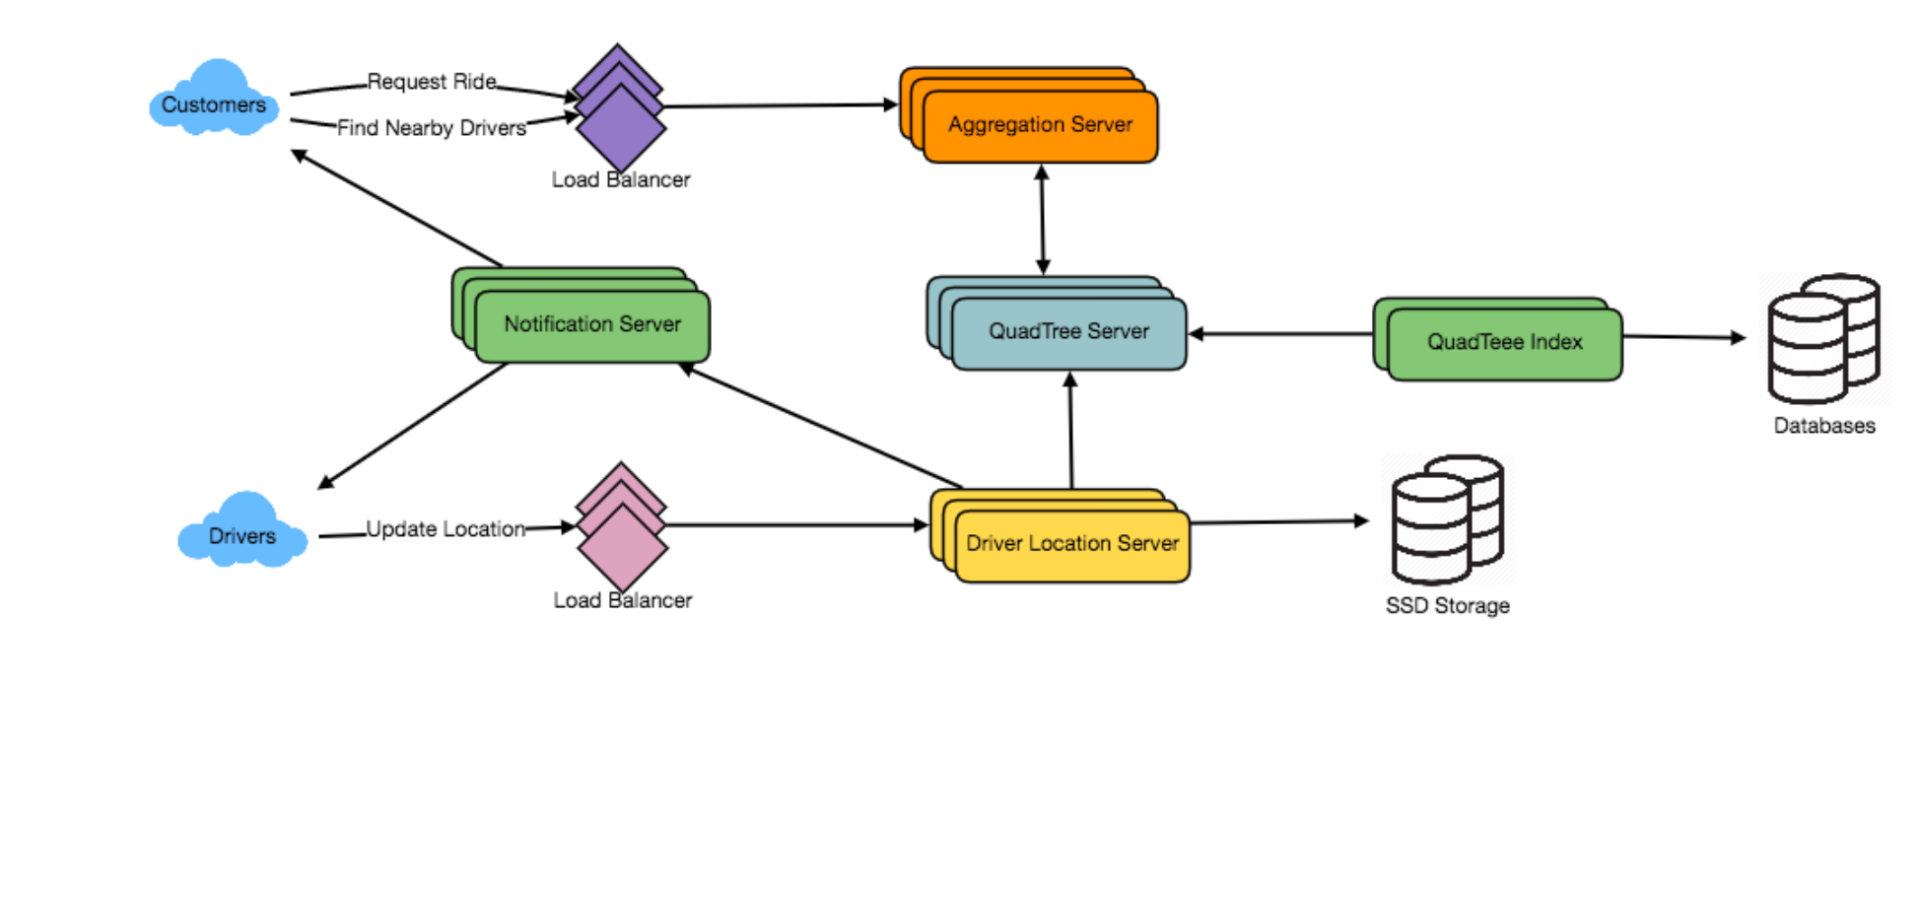 Customers
Request Ride
Find Nearby Drivers
Load Balancer
Aggregation Server
Notification Server
QuadTree Server
QuadTeee Index
Databases
Drivers
Update Location
Load Balancer
Driver Location Server
SSD Storage